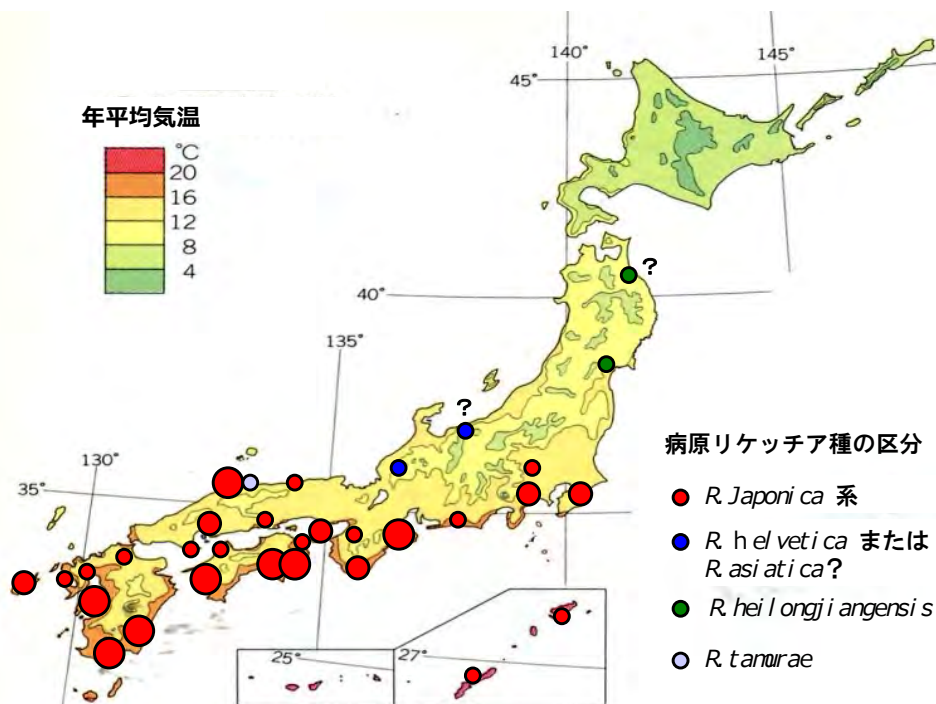 年平均気温
℃
20
16
12
8
4
140°
145°
45°
?
40°
135°
?
130°
35°
25°
27°
病原リケッチア種の区分
R.Japonica 系
R.helvetica または
R.asiatica?
R.heilongjiangensis
R.tamurae